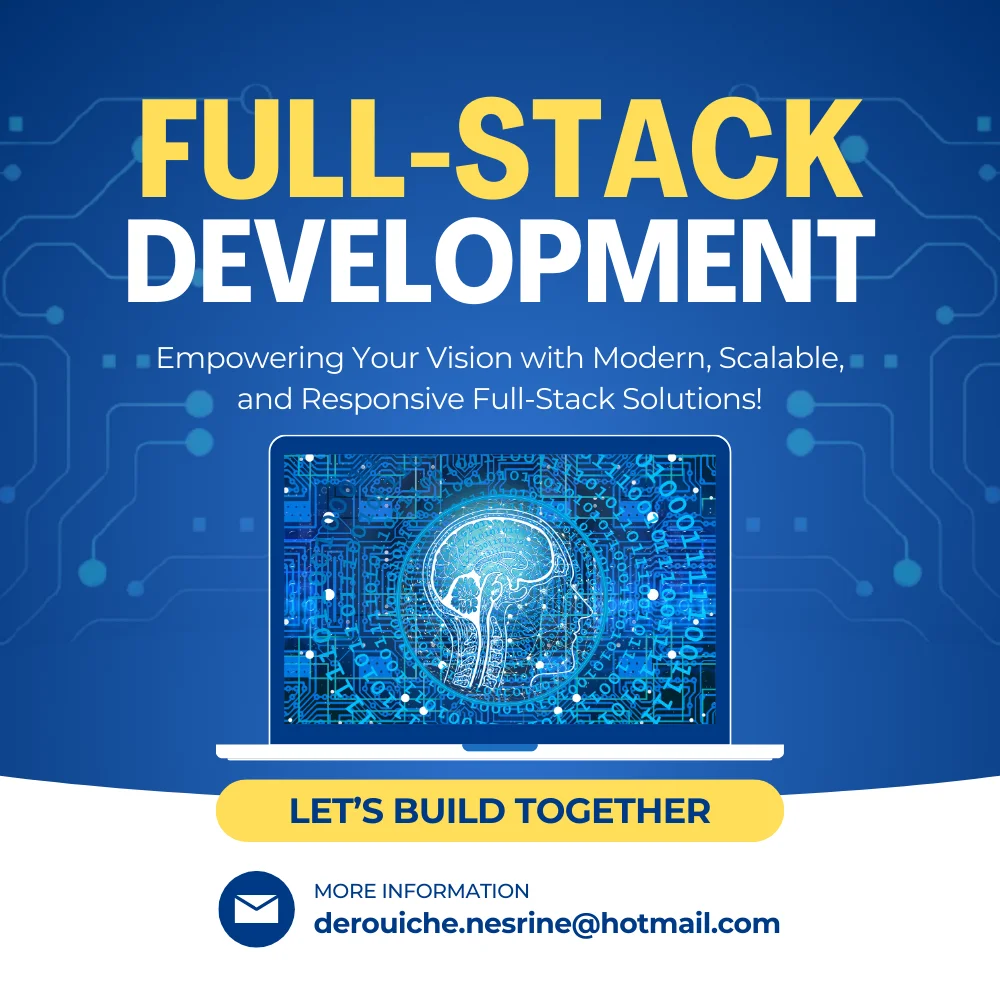 FULL-STACK
DEVELOPMENT
Empowering Your Vision with Modern, Scalable,
and Responsive Full-Stack Solutions!
LET'S BUILD TOGETHER
MORE INFORMATION
derouiche.nesrine@hotmail.com